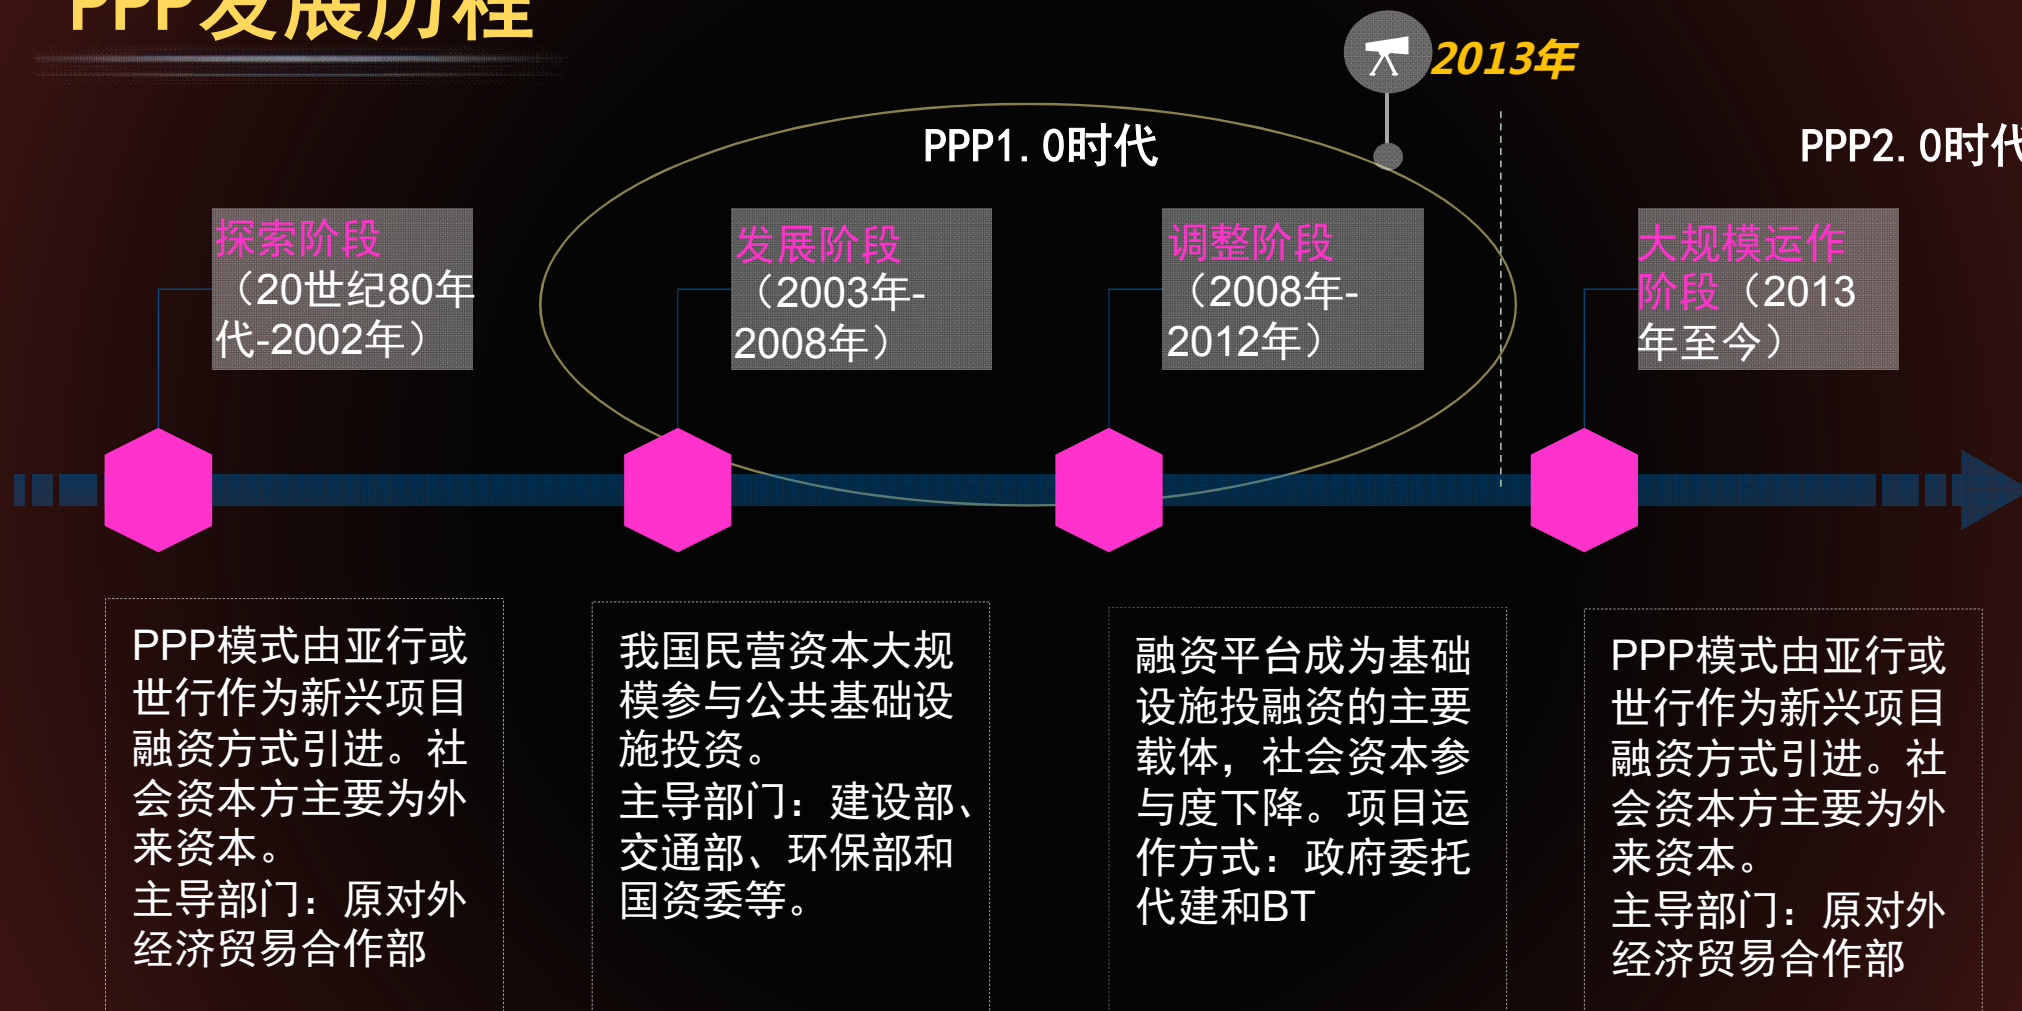 PPP发展历程
2013年
PPP1.0时代
PPP2.0时代
探索阶段
（20世纪80年
代-2002年）
发展阶段
（2003年-
2008年）
调整阶段
（2008年-
2012年）
大规模运作
阶段（2013
年至今）
PPP模式由亚行或
世行作为新兴项目
融资方式引进。社
会资本方主要为外
来资本。
主导部门：原对外
经济贸易合作部
我国民营资本大规
模参与公共基础设
施投资。
主导部门：建设部、
交通部、环保部和
国资委等。
融资平台成为基础
设施投融资的主要
载体，社会资本参
与度下降。项目运
作方式：政府委托
代建和BT
PPP模式由亚行或
世行作为新兴项目
融资方式引进。社
会资本方主要为外
来资本。
主导部门：原对外
经济贸易合作部